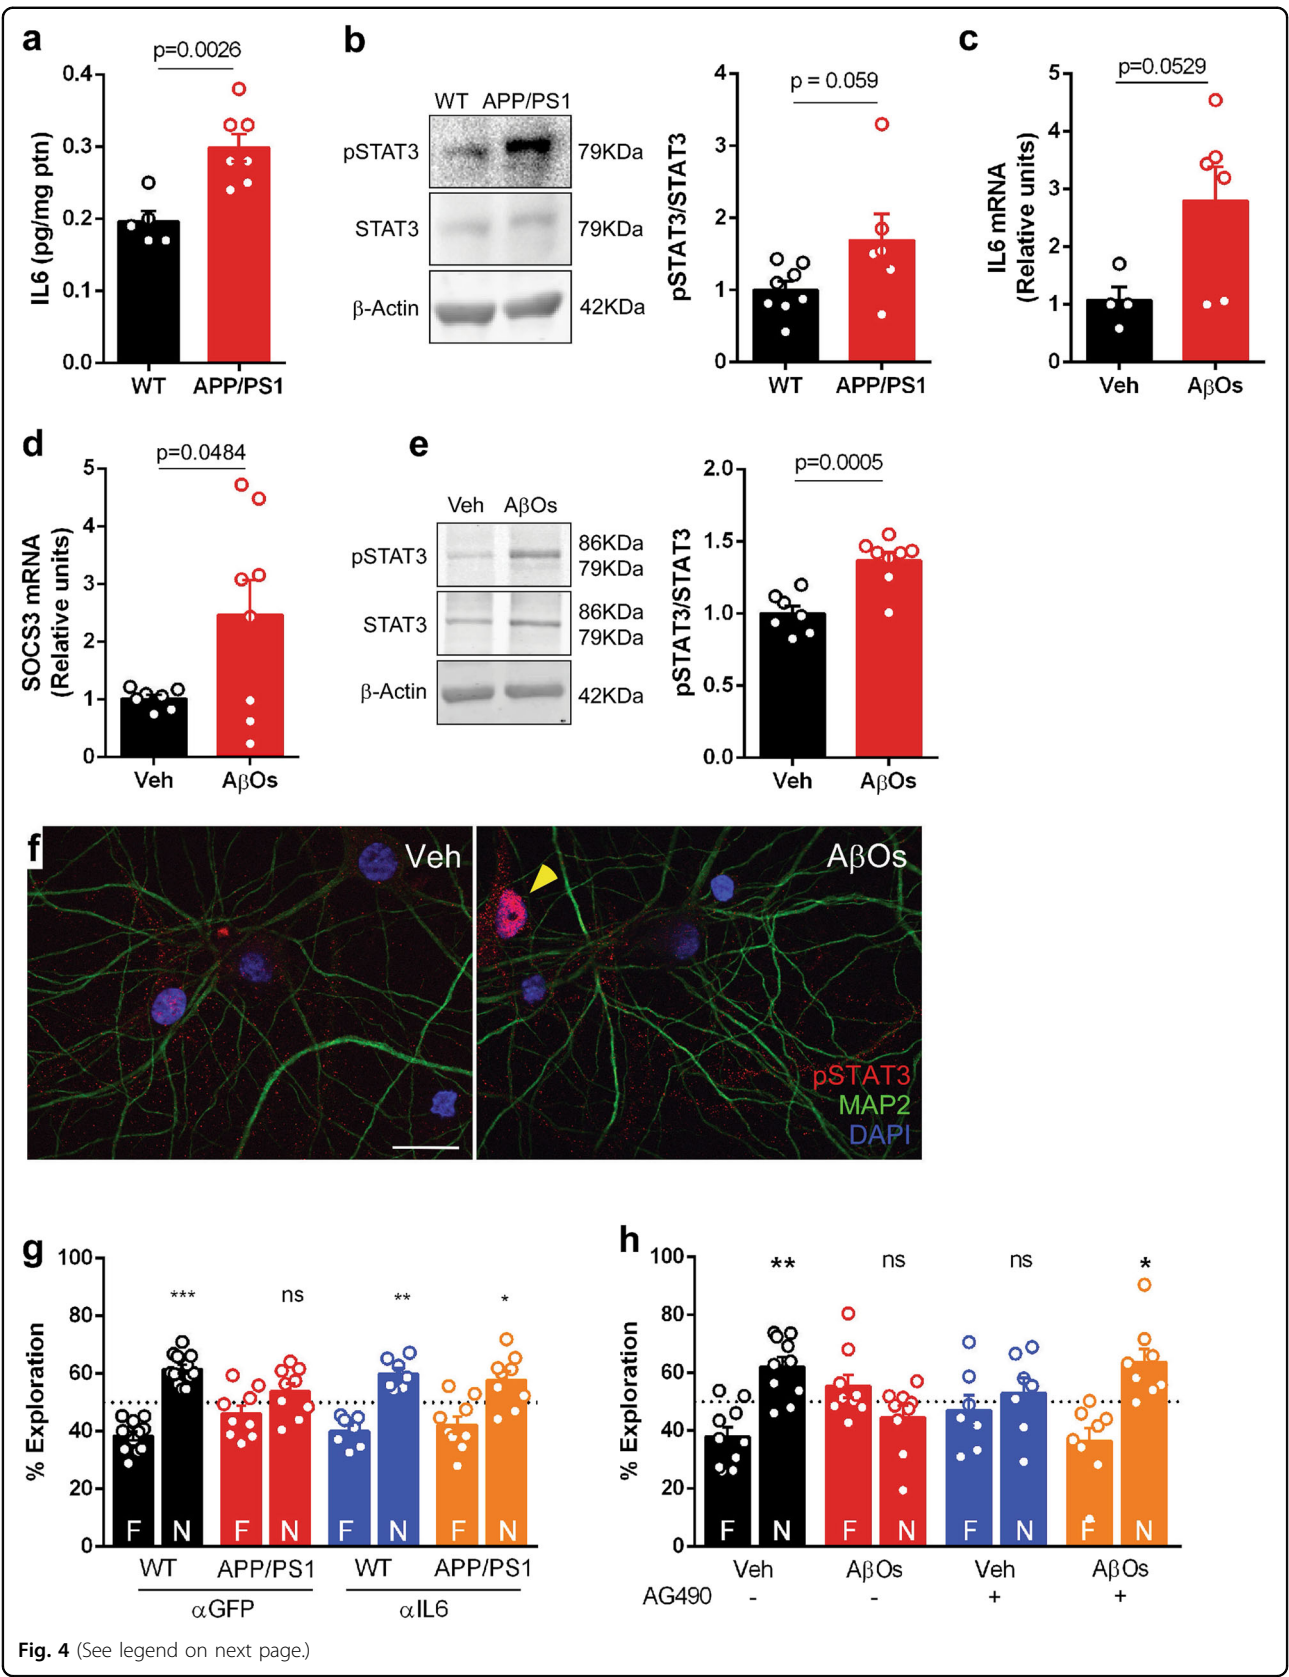 a
p=0.0026
IL6 (pg/mg ptn)
0.4
0.3
0.2
0.1
0.0
WT APP/PS1
b
WT APP/PS1
pSTAT3 79KDa
STAT3 79KDa
β-Actin 42KDa
p = 0.059
pSTAT3/STAT3
4
3
2
1
0
WT APP/PS1
c
p=0.0529
IL6 mRNA
(Relative units)
5
4
3
2
1
0
Veh AβOs
d
p=0.0484
SOCS3 mRNA
(Relative units)
5
4
3
2
1
0
Veh AβOs
e
Veh AβOs
pSTAT3
86KDa
79KDa
STAT3
86KDa
79KDa
β-Actin 42KDa
p=0.0005
pSTAT3/STAT3
2.0
1.5
1.0
0.5
0.0
Veh AβOs
f
Veh
AβOs
pSTAT3
MAP2
DAPI
g
% Exploration
100
80
60
40
20
0
*** ns ** *
F N F N F N F N
WT APP/PS1 WT APP/PS1
αGFP αIL6
h
% Exploration
100
80
60
40
20
0
** ns ns *
F N F N F N F N
Veh AβOs Veh AβOs
AG490 - - + +
Fig. 4 (See legend on next page.)